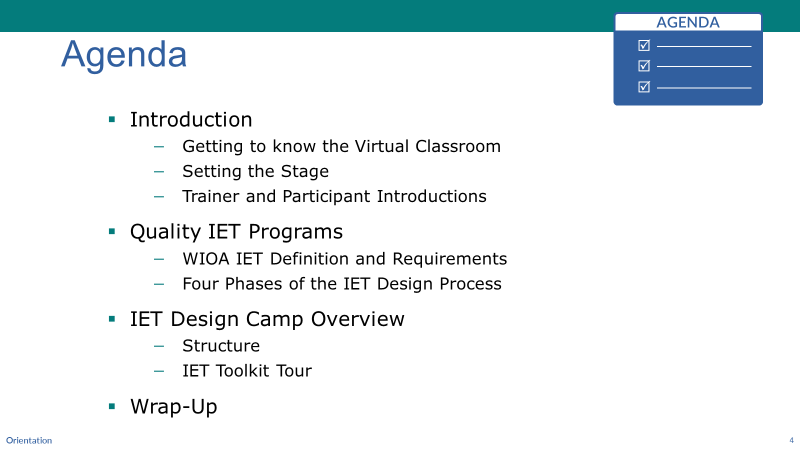 AGENDA
Agenda
▪ Introduction
– Getting to know the Virtual Classroom
– Setting the Stage
– Trainer and Participant Introductions
▪ Quality IET Programs
– WIOA IET Definition and Requirements
– Four Phases of the IET Design Process
▪ IET Design Camp Overview
– Structure
– IET Toolkit Tour
▪ Wrap-Up
Orientation
4